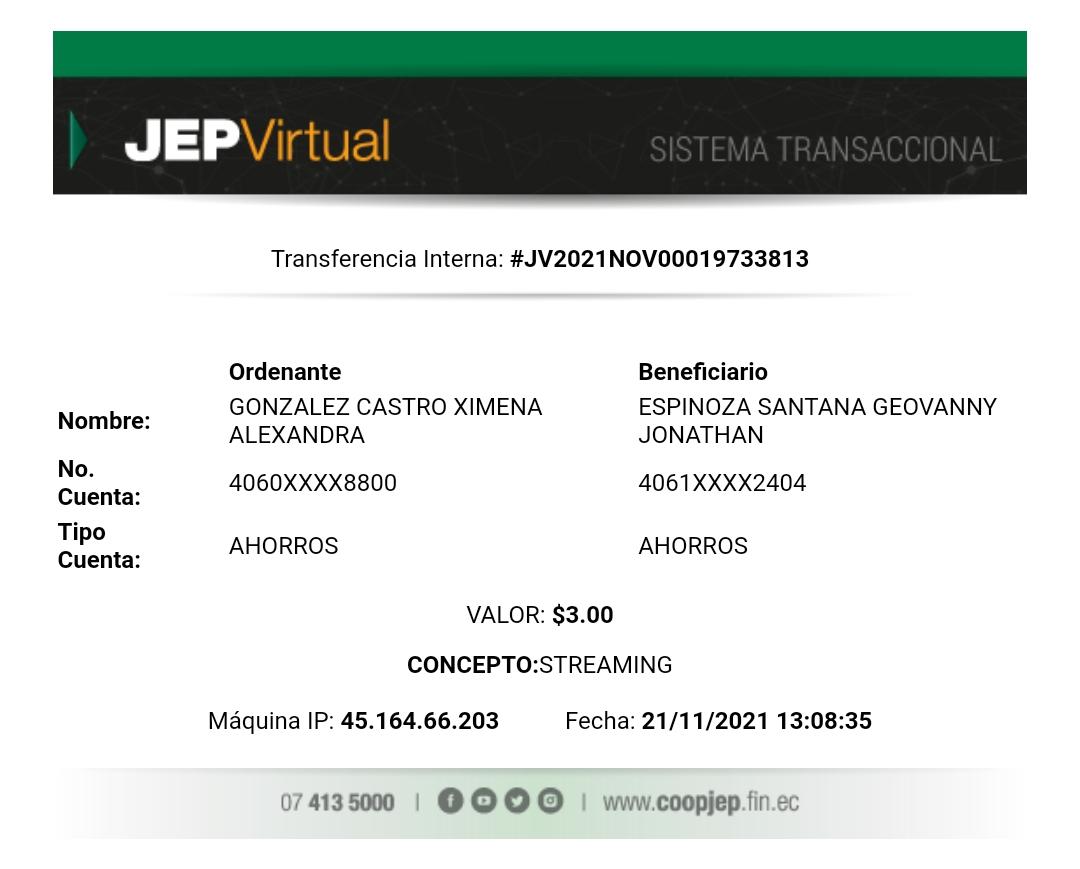 JEPVirtual
SISTEMA TRANSACCIONAL
Transferencia Interna: #JV2021NOV00019733813
Ordenante Beneficiario
Nombre: GONZALEZ CASTRO XIMENA ALEXANDRA ESPINOZA SANTANA GEOVANNY JONATHAN
No. Cuenta: 4060XXXX8800 4061XXXX2404
Tipo Cuenta: AHORROS AHORROS
VALOR: $3.00
CONCEPTO:STREAMING
Máquina IP: 45.164.66.203 Fecha: 21/11/2021 13:08:35
07 413 5000 | | www.coopjep.fin.ec